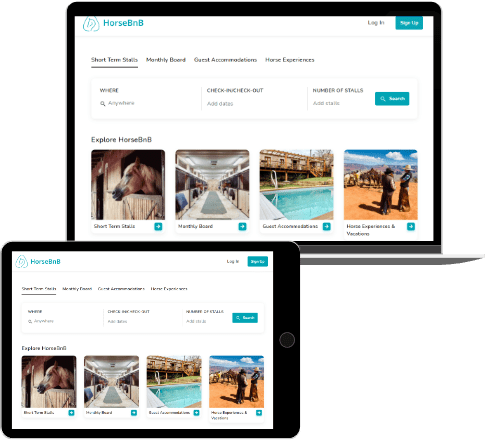 HorseBnB
Log In
Sign Up
Short Term Stalls
Monthly Board
Guest Accommodations
Horse Experiences
WHERE
CHECK-IN/CHECK-OUT
NUMBER OF STALLS
Anywhere
Add dates
Add stalls
Search
Explore HorseBnB
Short Term Stalls
Monthly Board
Guest Accommodations
Horse Experiences &
Vacations
HorseBnB
Log In
Sign Up
Short Term Stalls
Monthly Board
Guest Accommodations
Horse Experiences
WHERE
CHECK-IN/CHECK-OUT
NUMBER OF STALLS
Anywhere
Add dates
Add stalls
Search
Explore HorseBnB
Short Term Stalls
Monthly Board
Guest Accommodations
Horse Experiences &
Vacations